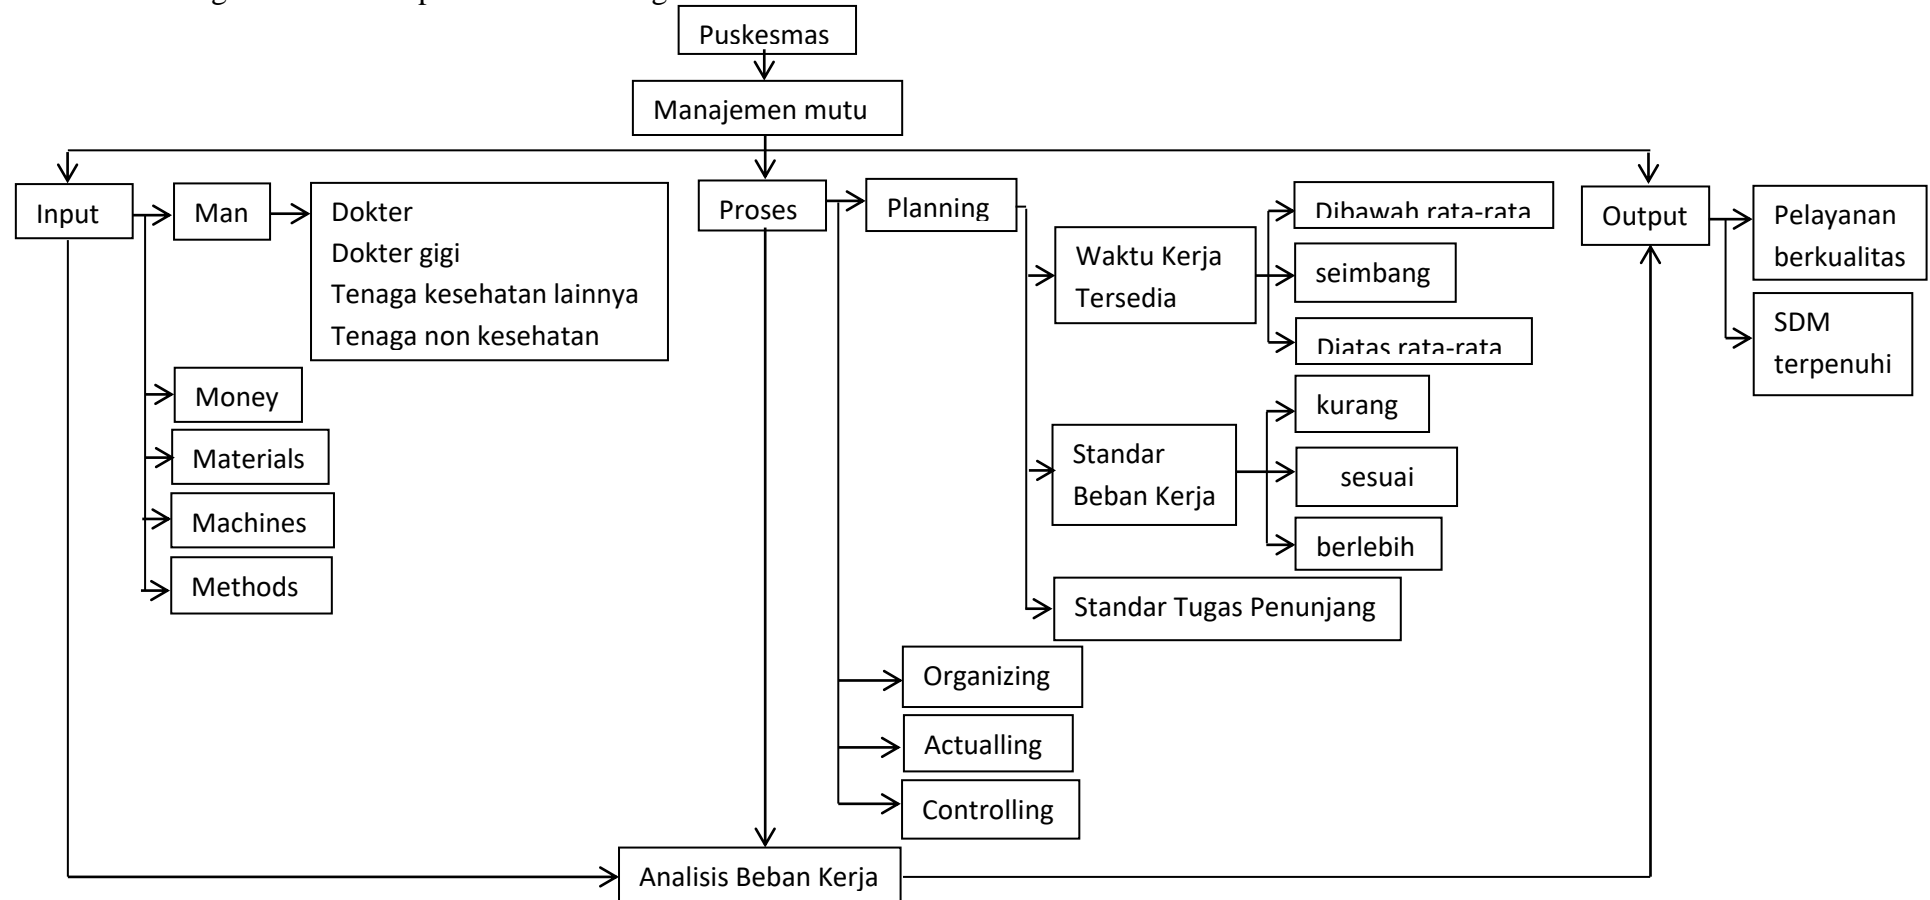 Puskesmas
Manajemen mutu
Input
Man
Dokter
Dokter gigi
Tenaga kesehatan lainnya
Tenaga non kesehatan
Money
Materials
Machines
Methods
Proses
Planning
Waktu Kerja
Tersedia
Dibawah rata-rata
seimbang
Diatas rata-rata
Standar
Beban Kerja
kurang
sesuai
berlebih
Standar Tugas Penunjang
Organizing
Actualling
Controlling
Output
Pelayanan
berkualitas
SDM
terpenuhi
Analisis Beban Kerja